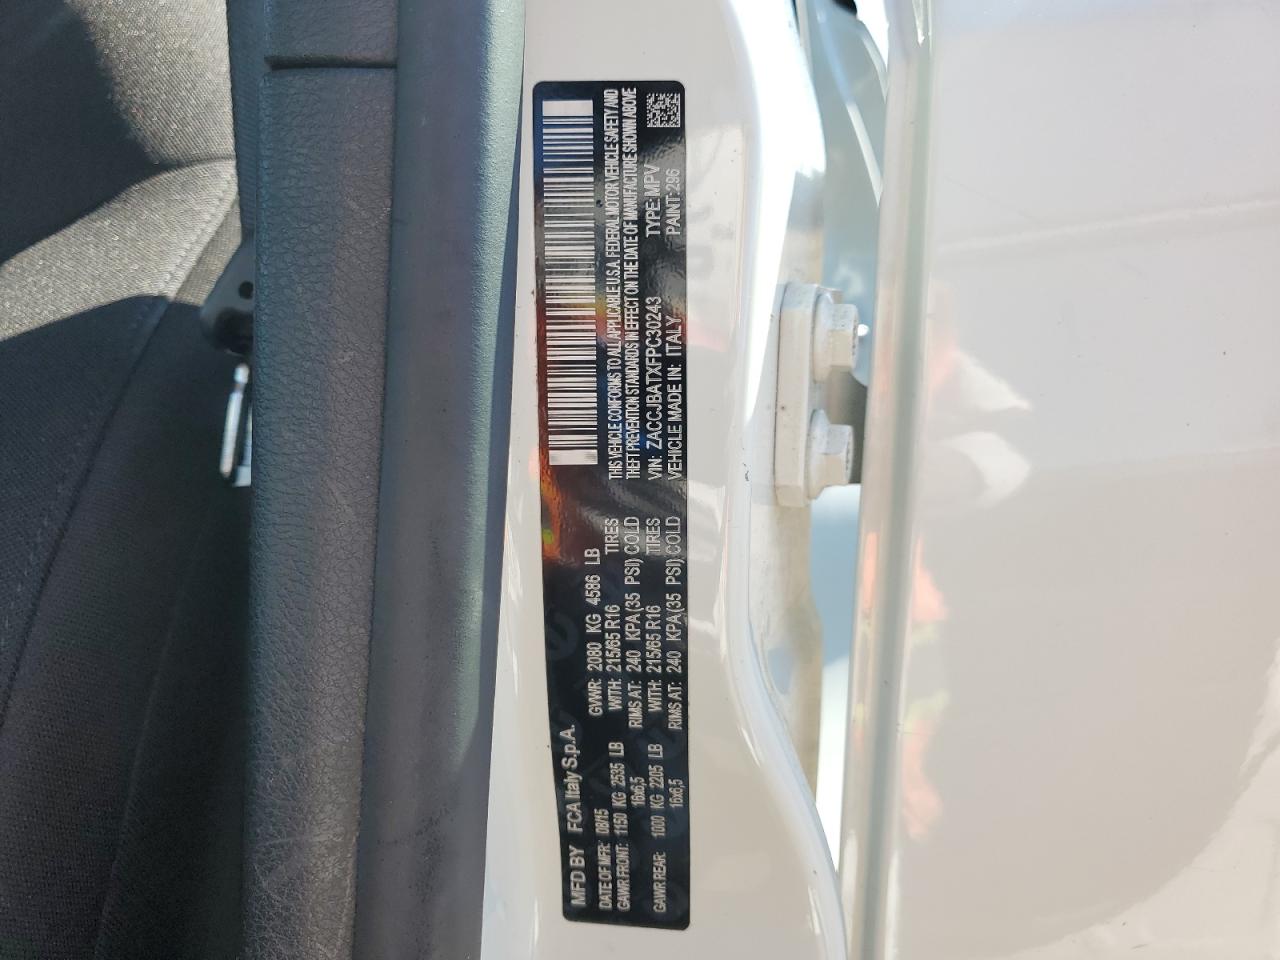 MFD BY FCA Italy S.p.A.
DATE OF MFR: 08/15 GVWR: 2080 KG 4586 LB
GAWR FRONT: 1150 KG 2535 LB WITH: 215/65 R16 TIRES
16x6,5 RIMS AT: 240 KPA(35 PSI) COLD
GAWR REAR: 1000 KG 2205 LB WITH: 215/65 R16 TIRES
16x6,5 RIMS AT: 240 KPA(35 PSI) COLD
THIS VEHICLE CONFORMS TO ALL APPLICABLE U.S.A. FEDERAL MOTOR VEHICLE SAFETY AND
THEFT PREVENTION STANDARDS IN EFFECT ON THE DATE OF MANUFACTURE SHOWN ABOVE
VIN: ZACCJBATXFPC30243 TYPE: MPV
VEHICLE MADE IN: ITALY PAINT: 296